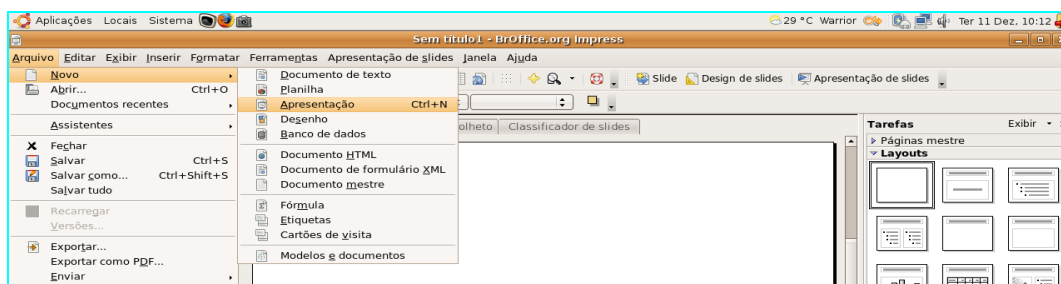 Aplicações Locais Sistema 29 °C Warrior Ter 11 Dez, 10:12
Sem título1 - BrOffice.org Impress
Arquivo Editar Exibir Inserir Formatar Ferramentas Apresentação de slides Janela Ajuda
Novo
Abrir... Ctrl+O
Documentos recentes
Assistentes
Fechar
Salvar Ctrl+S
Salvar como... Ctrl+Shift+S
Salvar tudo
Recarregar
Versões...
Exportar...
Exportar como PDF...
Enviar
Documento de texto
Planilha
Apresentação Ctrl+N
Desenho
Banco de dados
Documento HTML
Documento de formulário XML
Documento mestre
Fórmula
Etiquetas
Cartões de visita
Modelos e documentos
Slide Design de slides Apresentação de slides
olheto Classificador de slides
Tarefas Exibir
Páginas mestre
Layouts